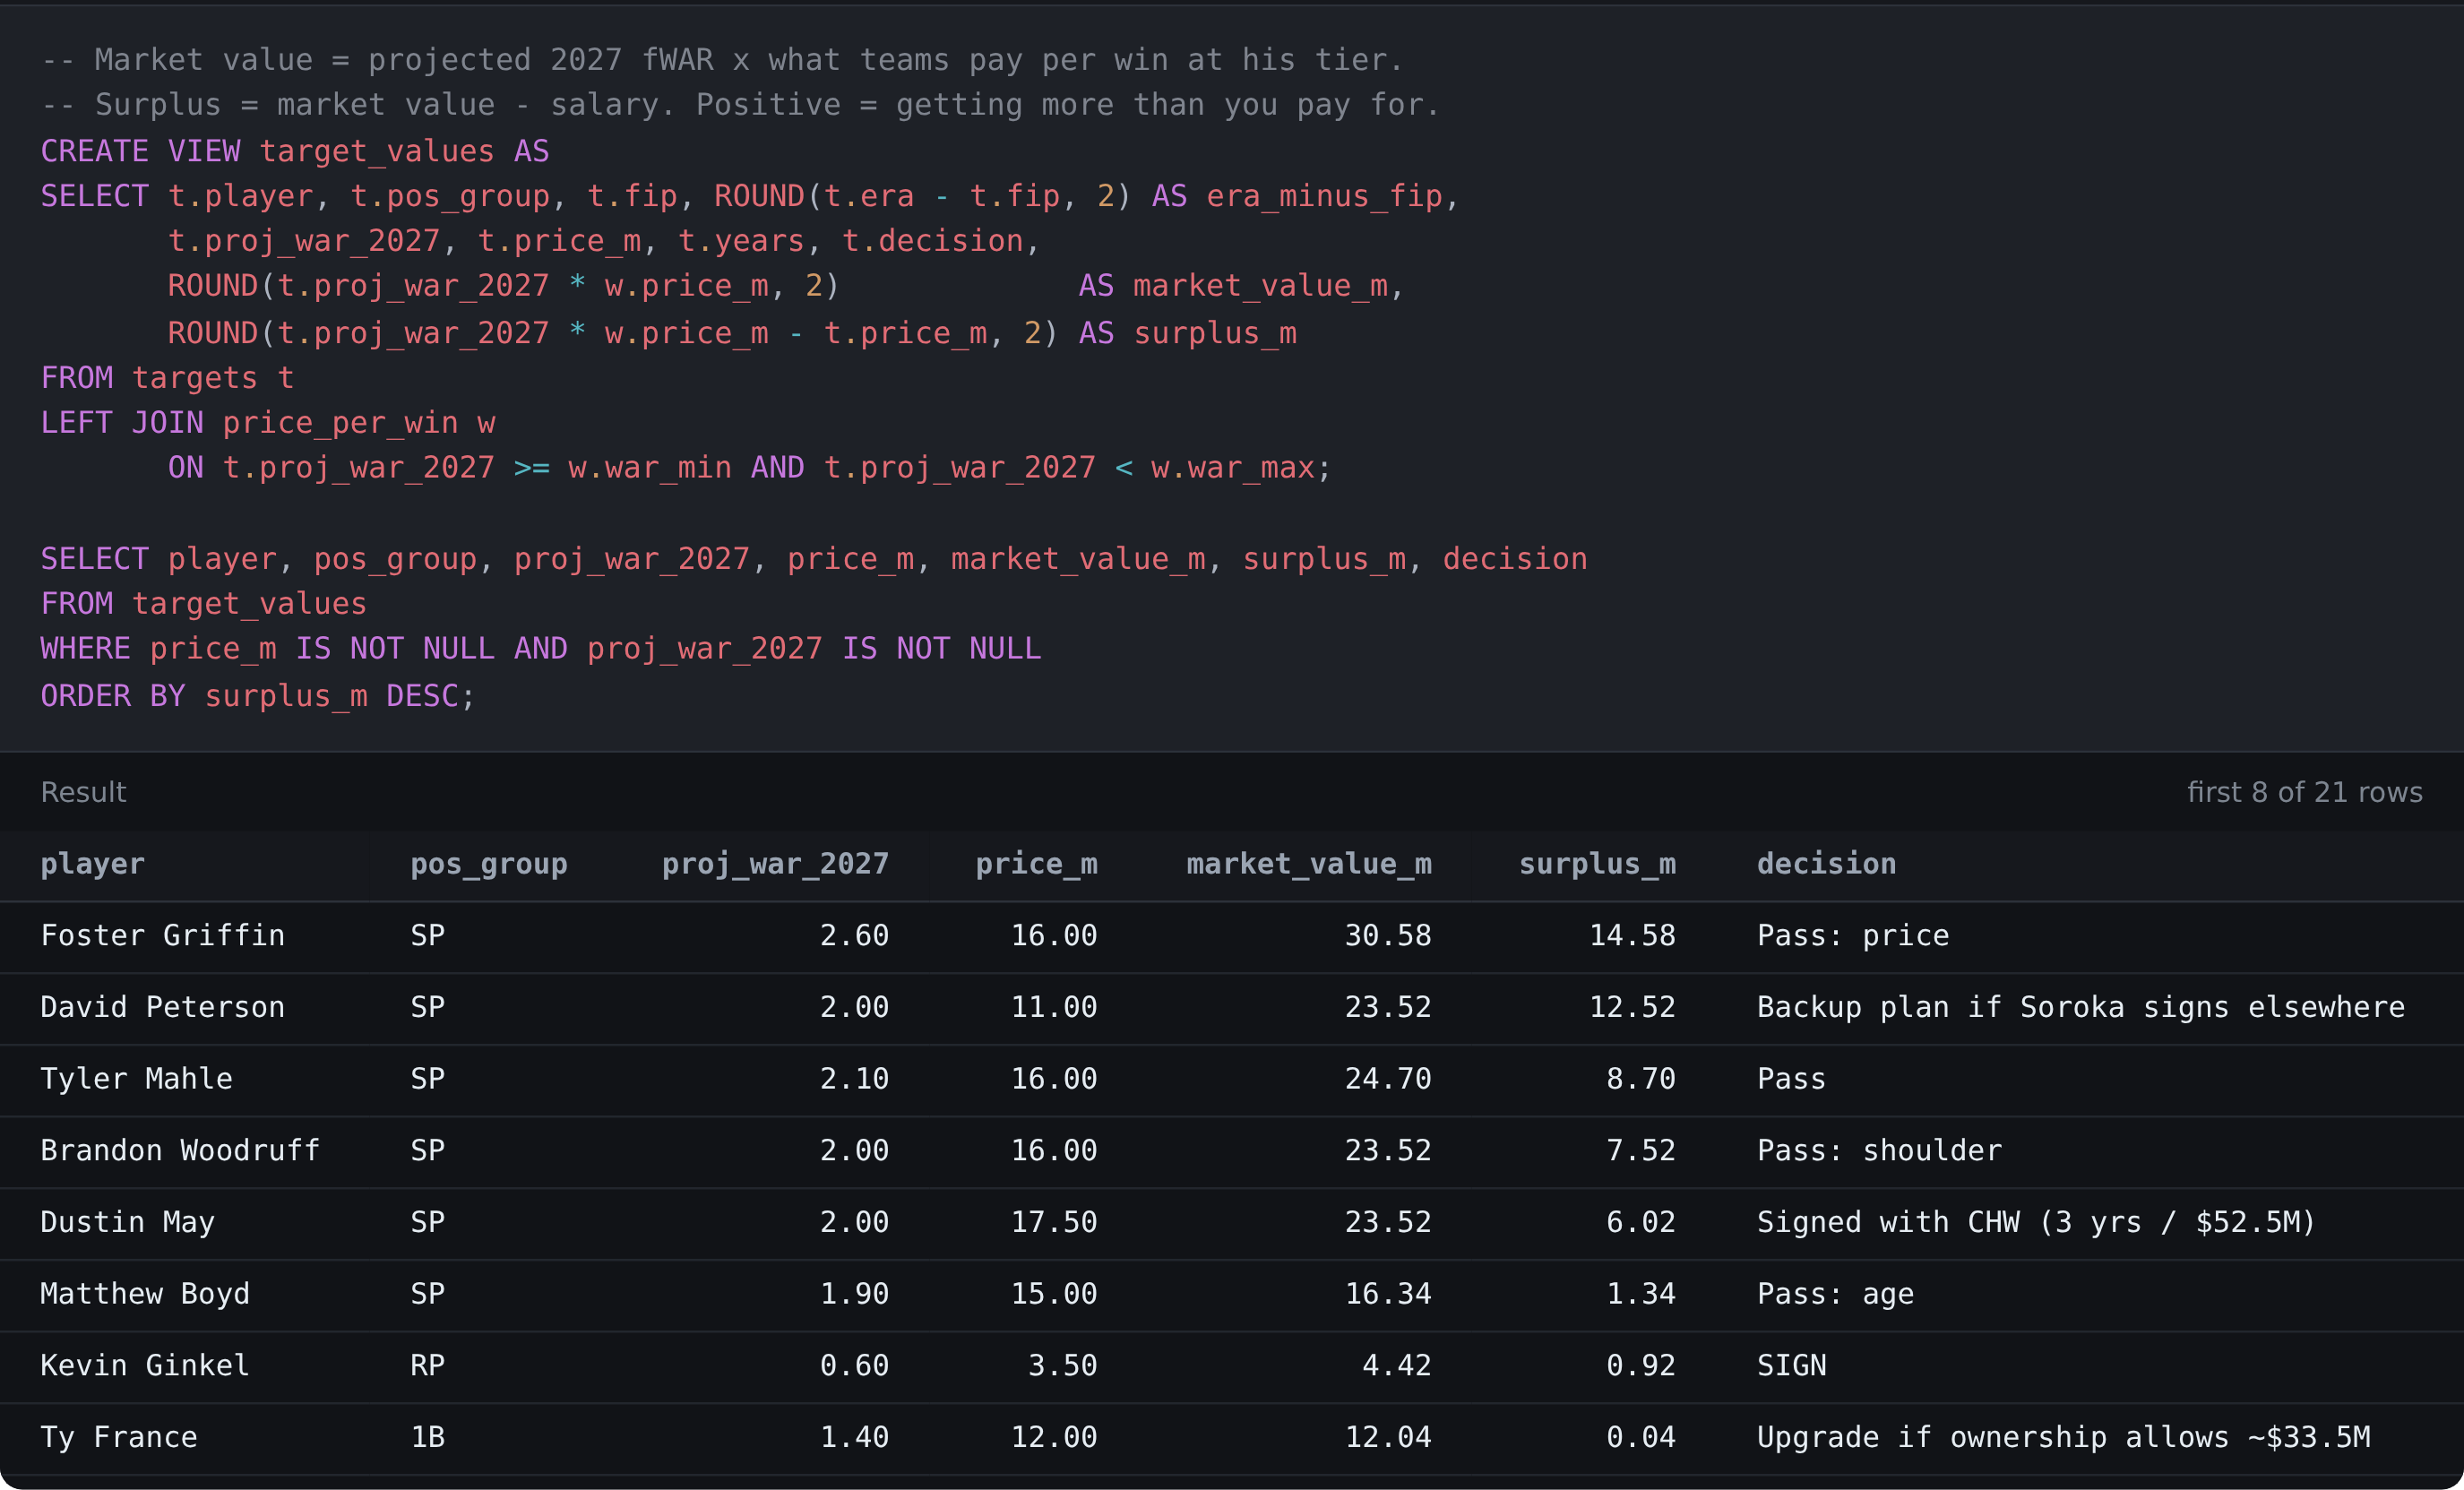 -- Market value = projected 2027 fWAR x what teams pay per win at his tier.
-- Surplus = market value - salary. Positive = getting more than you pay for.
CREATE VIEW target_values AS
SELECT t.player, t.pos_group, t.fip, ROUND(t.era - t.fip, 2) AS era_minus_fip,
       t.proj_war_2027, t.price_m, t.years, t.decision,
       ROUND(t.proj_war_2027 * w.price_m, 2)             AS market_value_m,
       ROUND(t.proj_war_2027 * w.price_m - t.price_m, 2) AS surplus_m
FROM targets t
LEFT JOIN price_per_win w
       ON t.proj_war_2027 >= w.war_min AND t.proj_war_2027 < w.war_max;

SELECT player, pos_group, proj_war_2027, price_m, market_value_m, surplus_m, decision
FROM target_values
WHERE price_m IS NOT NULL AND proj_war_2027 IS NOT NULL
ORDER BY surplus_m DESC;
Result first 8 of 21 rows
player pos_group proj_war_2027 price_m market_value_m surplus_m decision
Foster Griffin SP 2.60 16.00 30.58 14.58 Pass: price
David Peterson SP 2.00 11.00 23.52 12.52 Backup plan if Soroka signs elsewhere
Tyler Mahle SP 2.10 16.00 24.70 8.70 Pass
Brandon Woodruff SP 2.00 16.00 23.52 7.52 Pass: shoulder
Dustin May SP 2.00 17.50 23.52 6.02 Signed with CHW (3 yrs / $52.5M)
Matthew Boyd SP 1.90 15.00 16.34 1.34 Pass: age
Kevin Ginkel RP 0.60 3.50 4.42 0.92 SIGN
Ty France 1B 1.40 12.00 12.04 0.04 Upgrade if ownership allows ~$33.5M